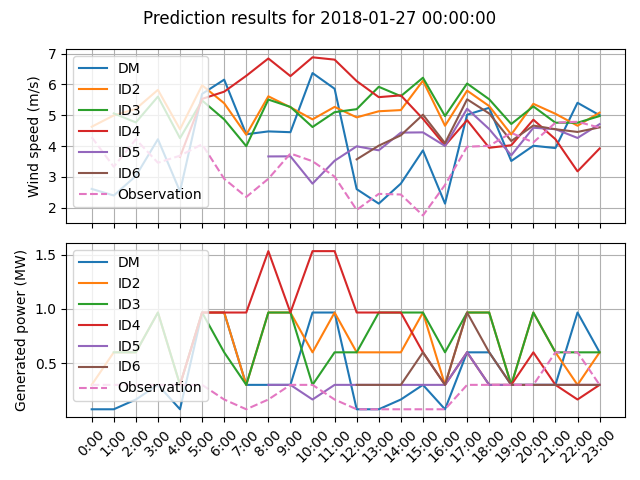 Prediction results for 2018-01-27 00:00:00
Wind speed (m/s)
7
6
5
4
3
2
DM
ID2
ID3
ID4
ID5
ID6
Observation
Generated power (MW)
1.5
1.0
0.5
DM
ID2
ID3
ID4
ID5
ID6
Observation
0:00
1:00
2:00
3:00
4:00
5:00
6:00
7:00
8:00
9:00
10:00
11:00
12:00
13:00
14:00
15:00
16:00
17:00
18:00
19:00
20:00
21:00
22:00
23:00